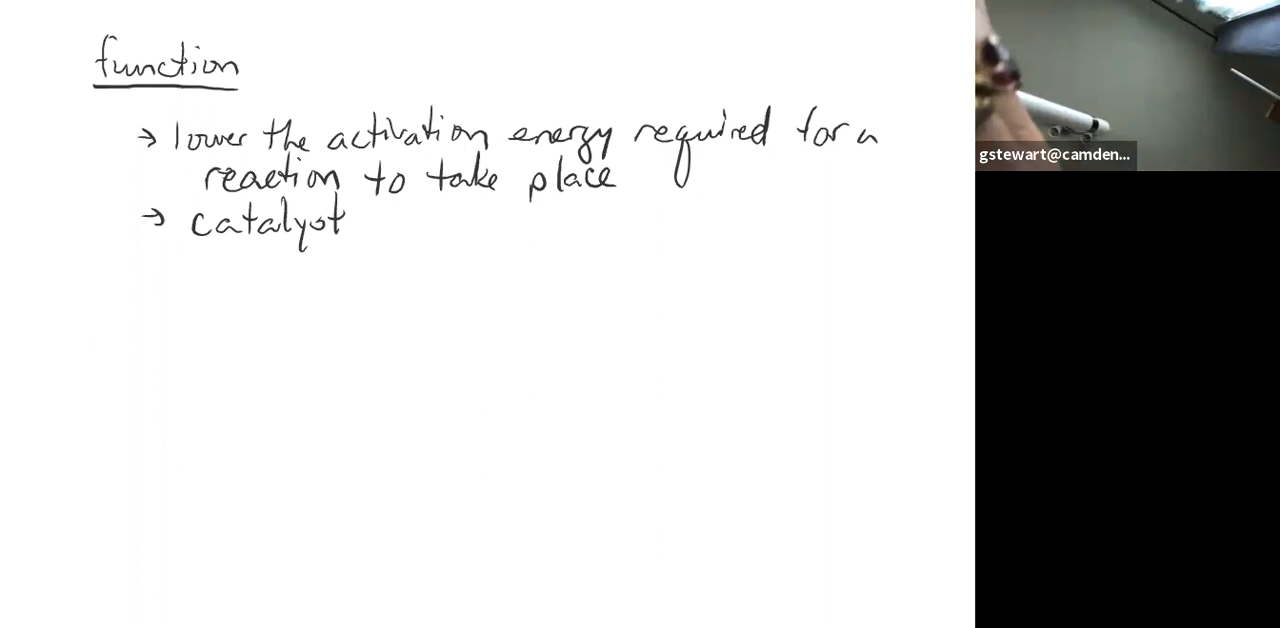 function
→ lower the activation energy required for a
reaction to take place
→ catalyst
gstewart@camden...